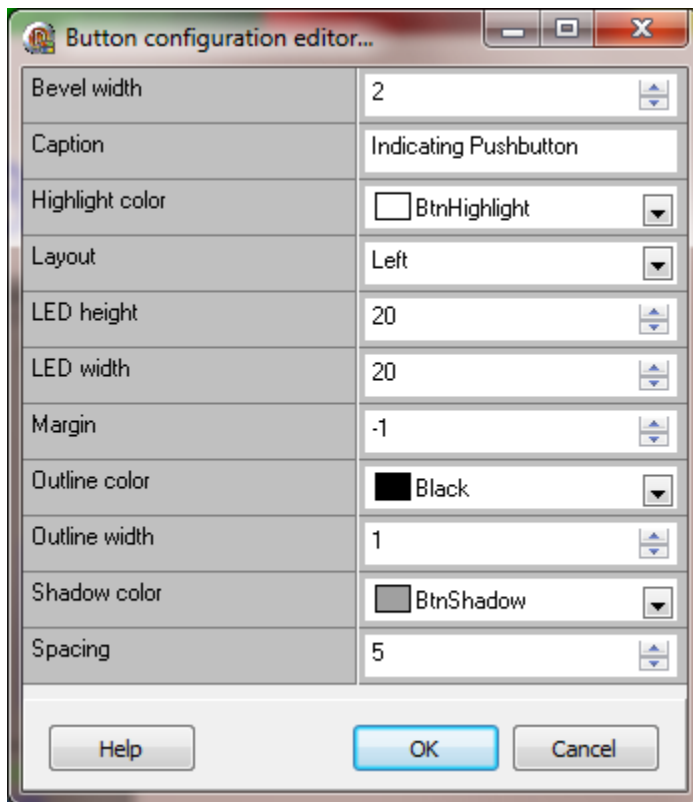 Button configuration editor...
Bevel width 2
Caption Indicating Pushbutton
Highlight color BtnHighlight
Layout Left
LED height 20
LED width 20
Margin -1
Outline color Black
Outline width 1
Shadow color BtnShadow
Spacing 5
Help OK Cancel